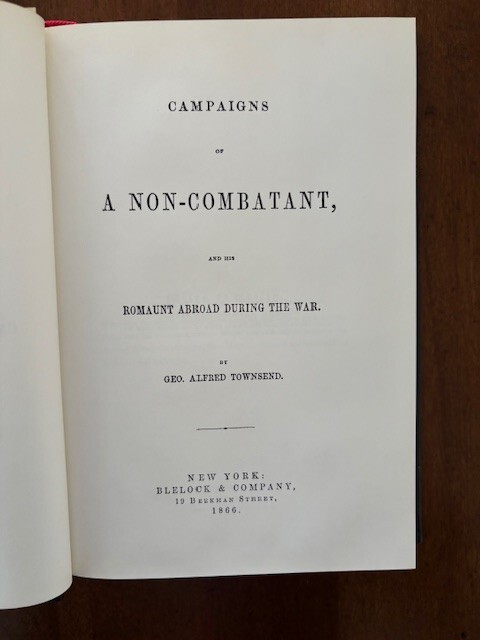 CAMPAIGNS
OF
A NON-COMBATANT,
AND HIS
ROMAUNT ABROAD DURING THE WAR.
BY
GEO. ALFRED TOWNSEND.
NEW YORK:
BLELOCK & COMPANY,
19 BEEKMAN STREET,
1866.